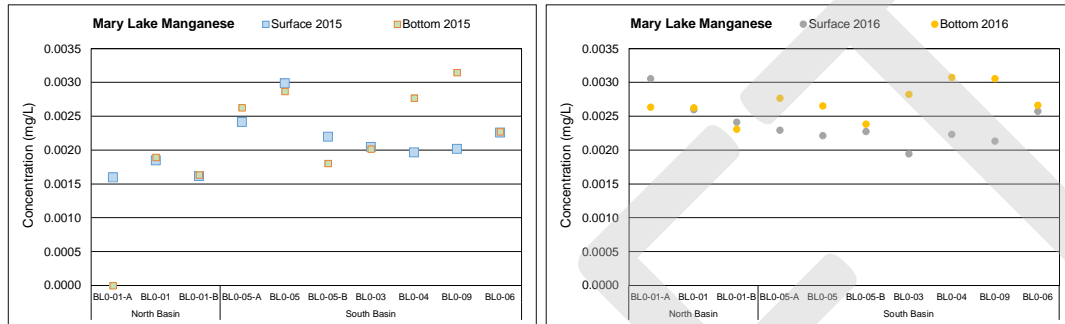 Mary Lake Manganese Surface 2015 Bottom 2015
Concentration (mg/L)
0.0035
0.0030
0.0025
0.0020
0.0015
0.0010
0.0005
0.0000
BL0-01-A BL0-01 BL0-01-B BL0-05-A BL0-05 BL0-05-B BL0-03 BL0-04 BL0-09 BL0-06
North Basin South Basin
Mary Lake Manganese Surface 2016 Bottom 2016
Concentration (mg/L)
0.0035
0.0030
0.0025
0.0020
0.0015
0.0010
0.0005
0.0000
BL0-01-A BL0-01 BL0-01-B BL0-05-A BL0-05 BL0-05-B BL0-03 BL0-04 BL0-09 BL0-06
North Basin South Basin